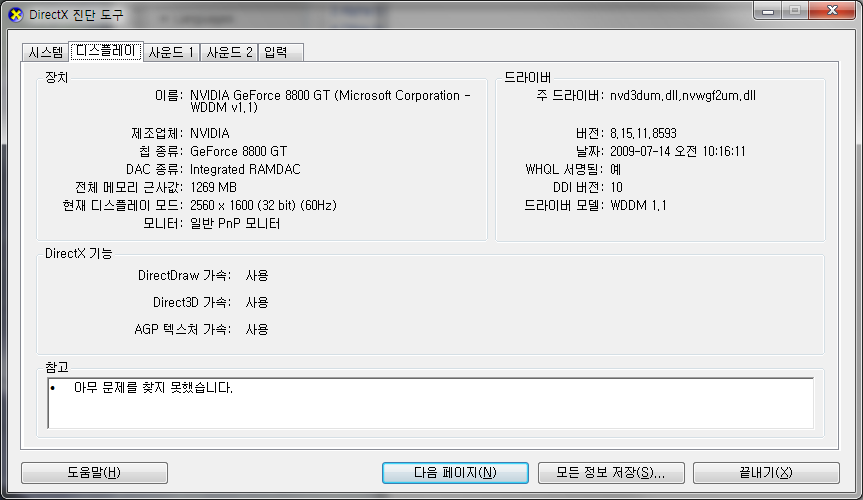 DirectX 진단 도구
시스템 디스플레이 사운드 1 사운드 2 입력
장치
이름: NVIDIA GeForce 8800 GT (Microsoft Corporation -
WDDM v1.1)
제조업체: NVIDIA
칩 종류: GeForce 8800 GT
DAC 종류: Integrated RAMDAC
전체 메모리 근사값: 1269 MB
현재 디스플레이 모드: 2560 x 1600 (32 bit) (60Hz)
모니터: 일반 PnP 모니터
드라이버
주 드라이버: nvd3dum.dll,nvwgf2um.dll
버전: 8.15.11.8593
날짜: 2009-07-14 오전 10:16:11
WHQL 서명됨: 예
DDI 버전: 10
드라이버 모델: WDDM 1.1
DirectX 기능
DirectDraw 가속: 사용
Direct3D 가속: 사용
AGP 텍스처 가속: 사용
참고
• 아무 문제를 찾지 못했습니다.
도움말(H) 다음 페이지(N) 모든 정보 저장(S)... 끝내기(X)